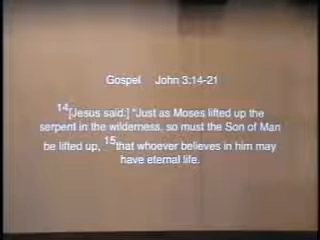 Gospel John 3:14-21
14[Jesus said:] "Just as Moses lifted up the
serpent in the wilderness, so must the Son of Man
be lifted up, 15that whoever believes in him may
have eternal life.